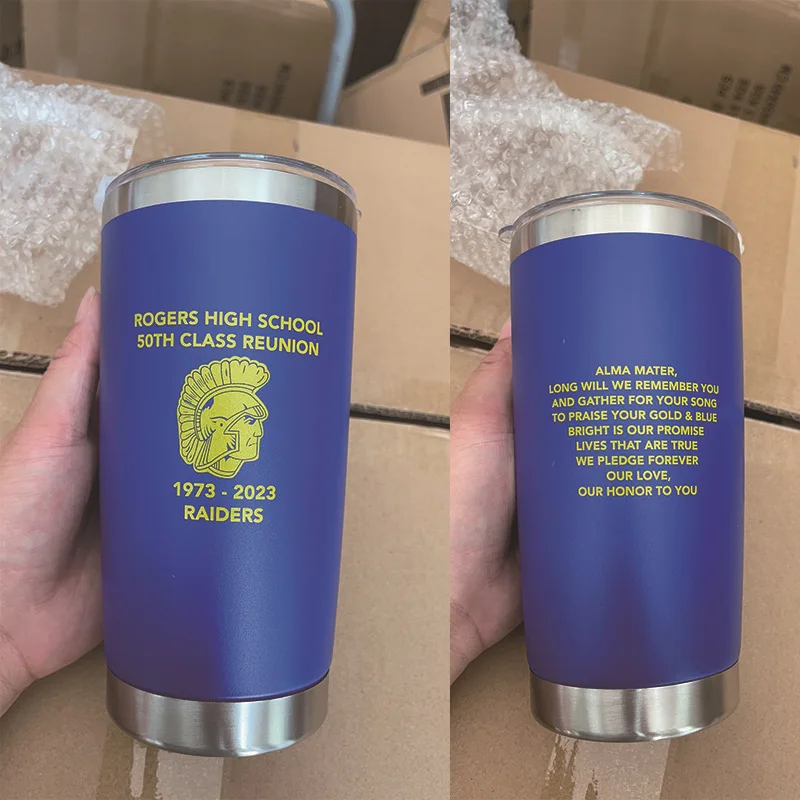 ROGERS HIGH SCHOOL
50TH CLASS REUNION
1973 - 2023
RAIDERS
ALMA MATER,
LONG WILL WE REMEMBER YOU
AND GATHER FOR YOUR SONG
TO PRAISE YOUR GOLD & BLUE
BRIGHT IS OUR PROMISE
LIVES THAT ARE TRUE
WE PLEDGE FOREVER
OUR LOVE,
OUR HONOR TO YOU